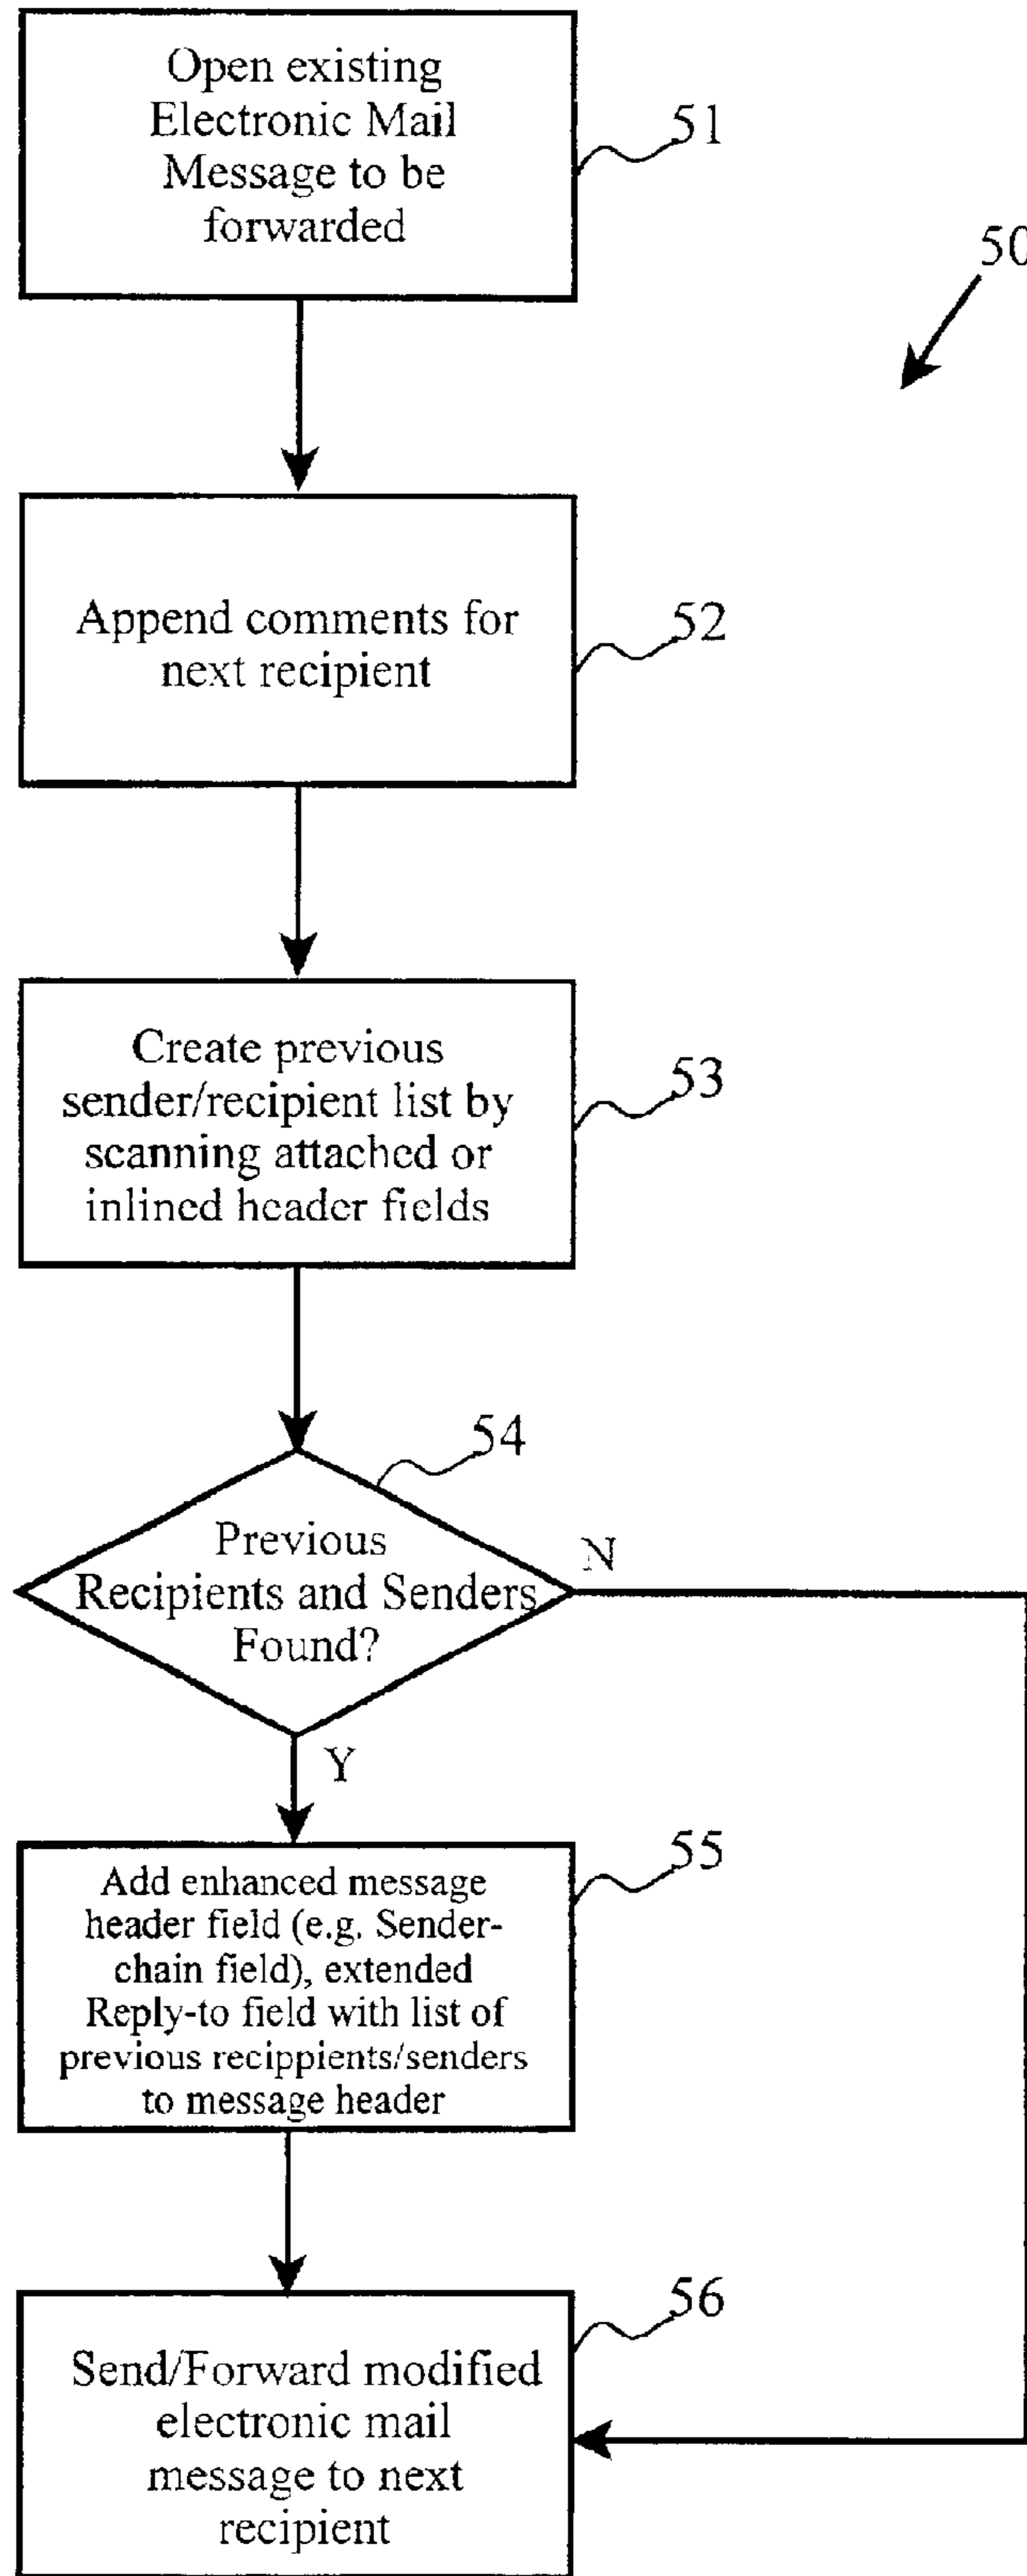 Open existing
Electronic Mail
Message to be
forwarded
51
50
Append comments for
next recipient
52
Create previous
sender/recipient list by
scanning attached or
inlined header fields
53
54
Previous
Recipients and Senders
Found?
N
Y
Add enhanced message
header field (e.g. Sender-
chain field), extended
Reply-to field with list of
previous recippients/senders
to message header
55
Send/Forward modified
electronic mail
message to next
recipient
56